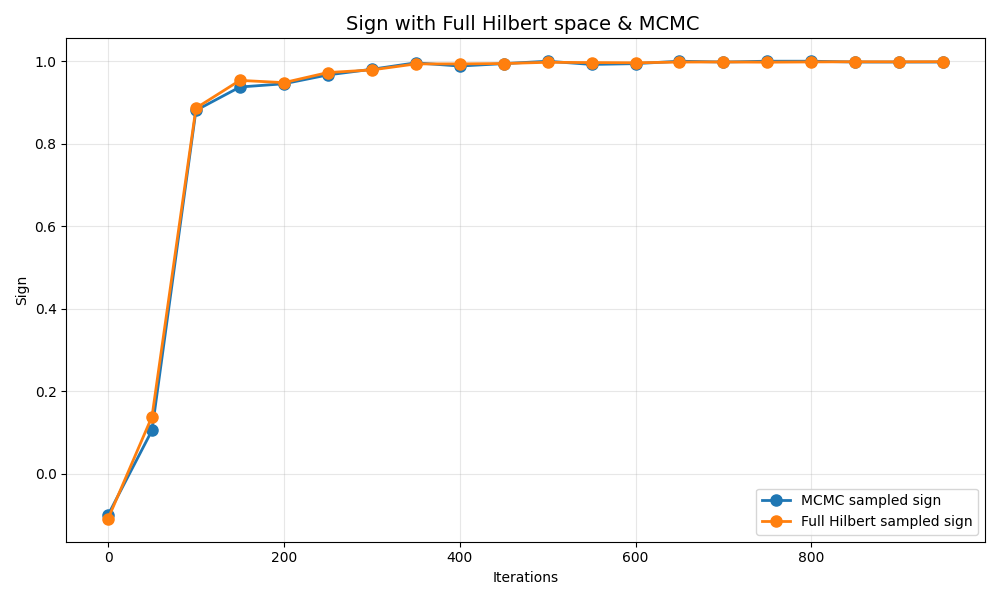 Sign with Full Hilbert space & MCMC
1.0
0.8
0.6
0.4
0.2
0.0
Sign
0 200 400 600 800
Iterations
MCMC sampled sign
Full Hilbert sampled sign